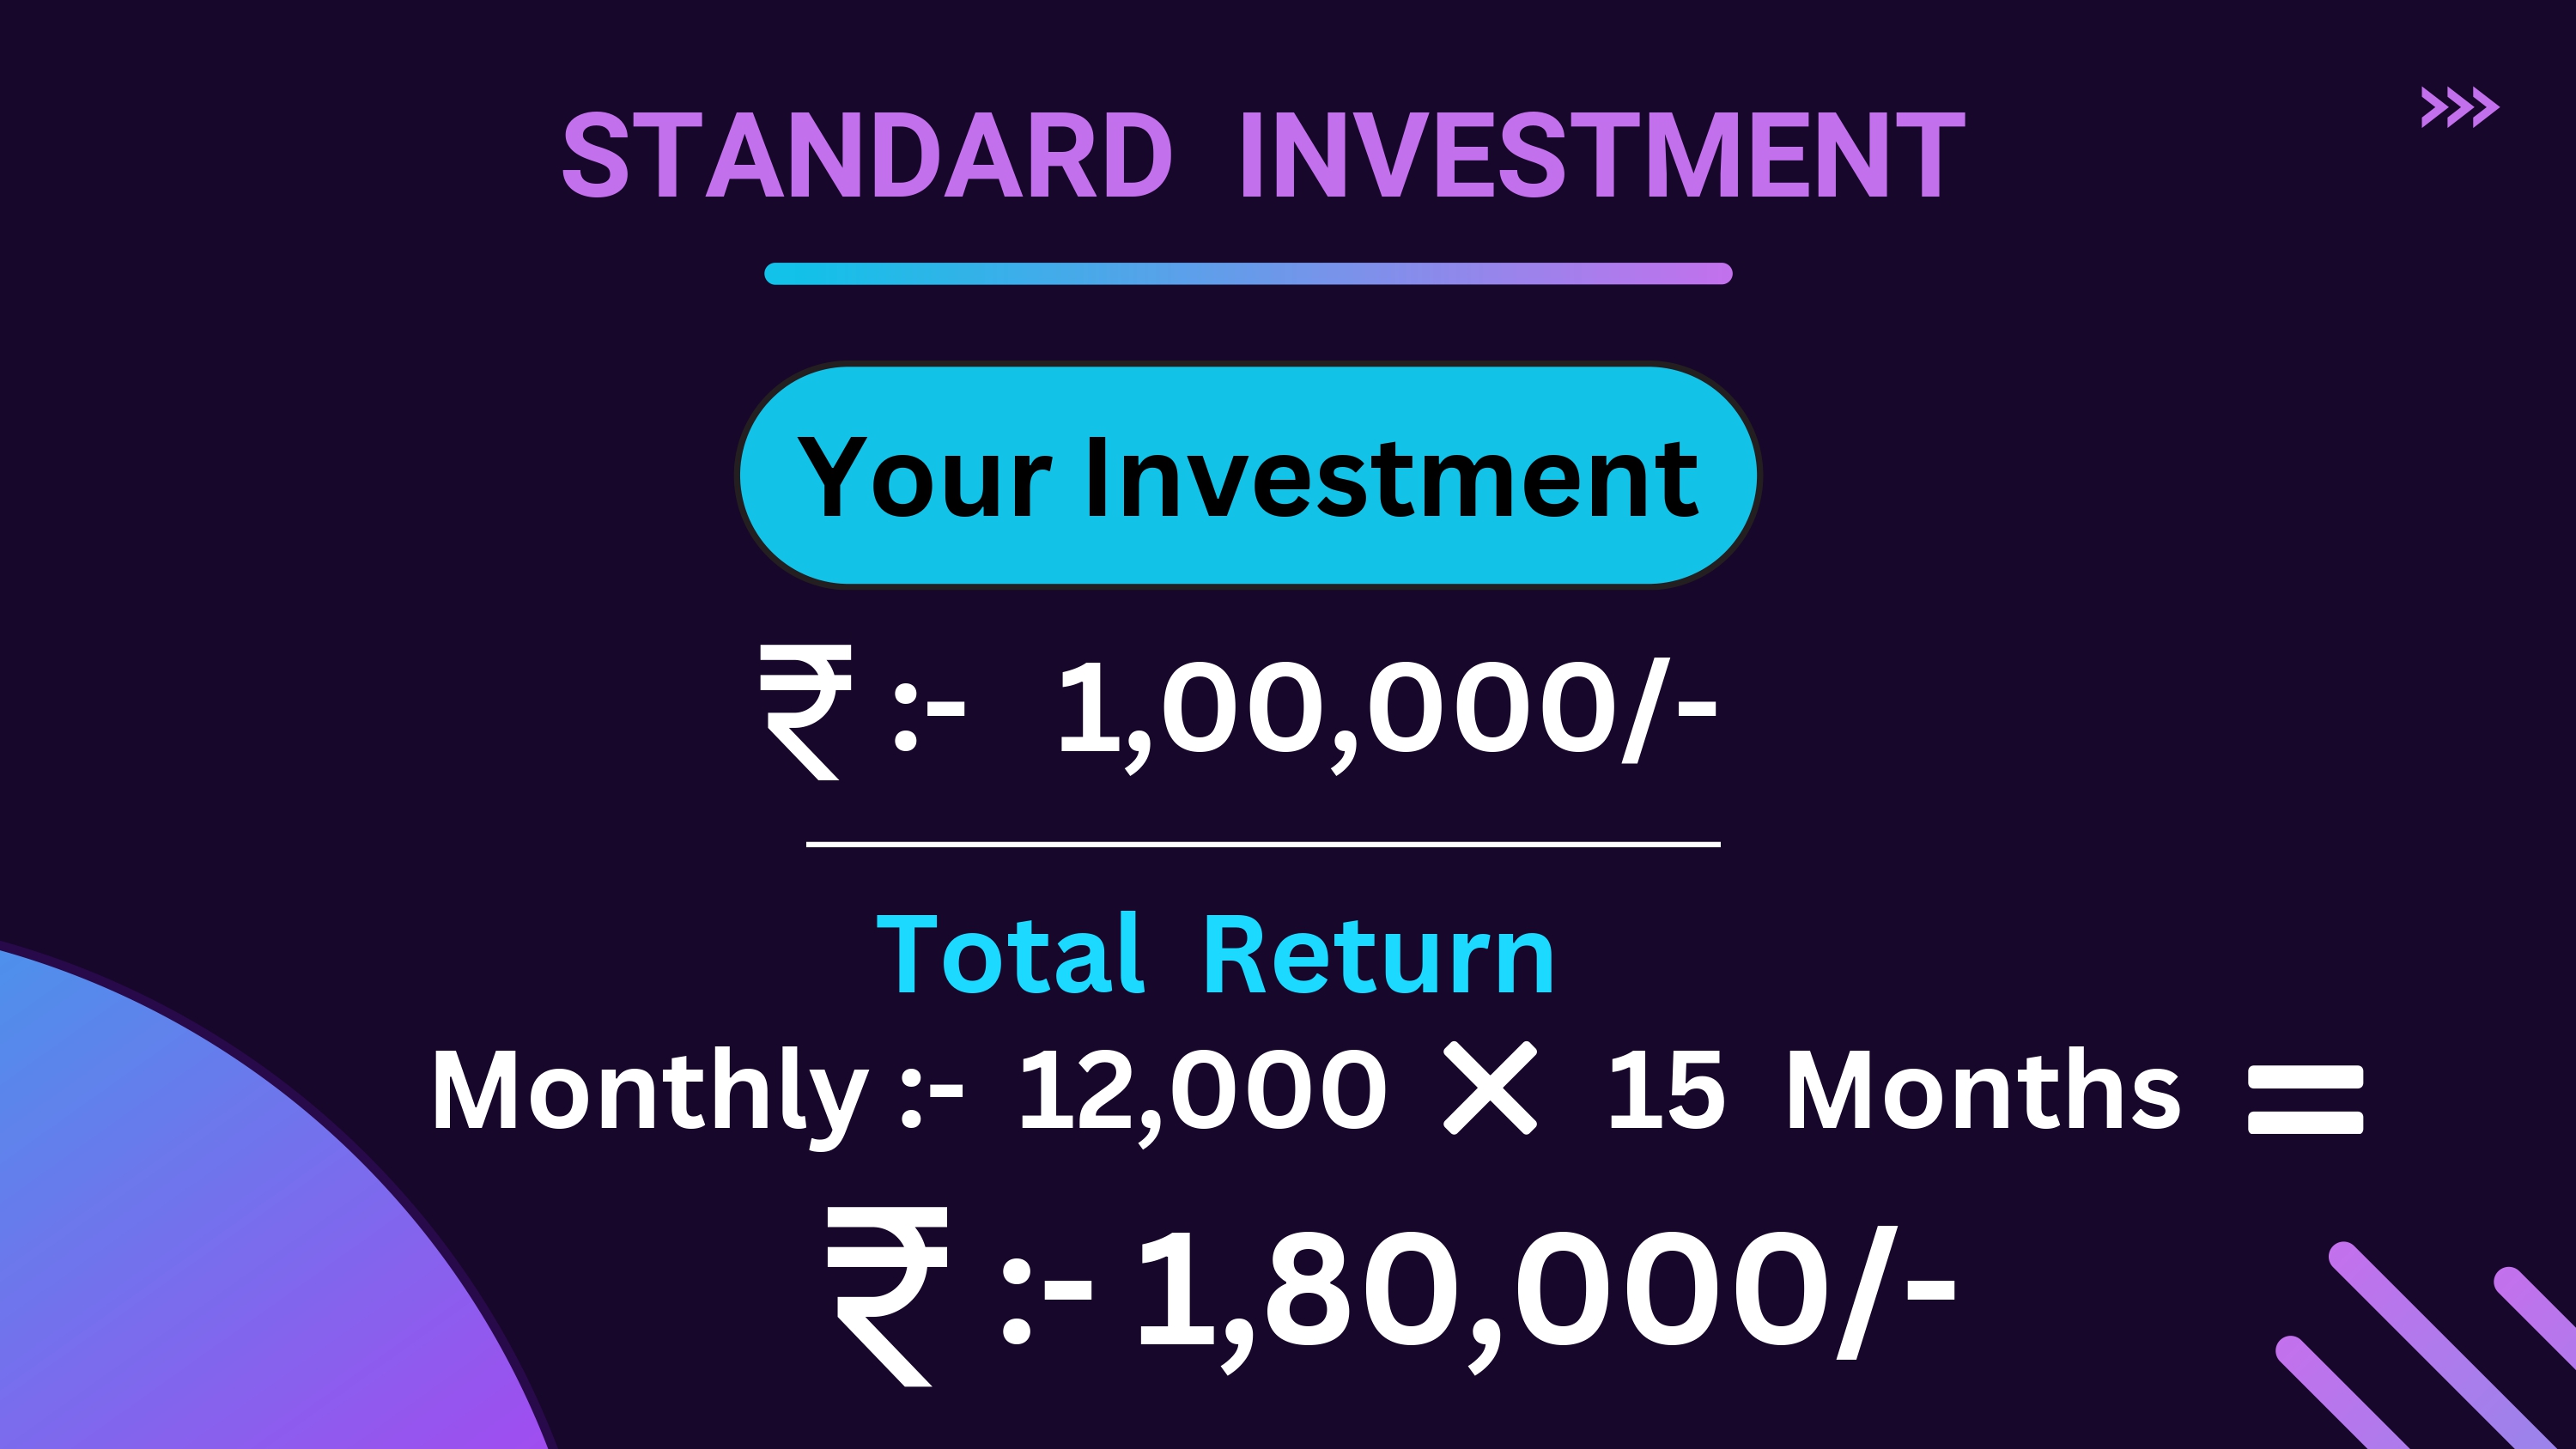 STANDARD INVESTMENT
Your Investment
₹ :- 1,00,000/-
Total Return
Monthly :- 12,000 × 15 Months =
₹ :- 1,80,000/-